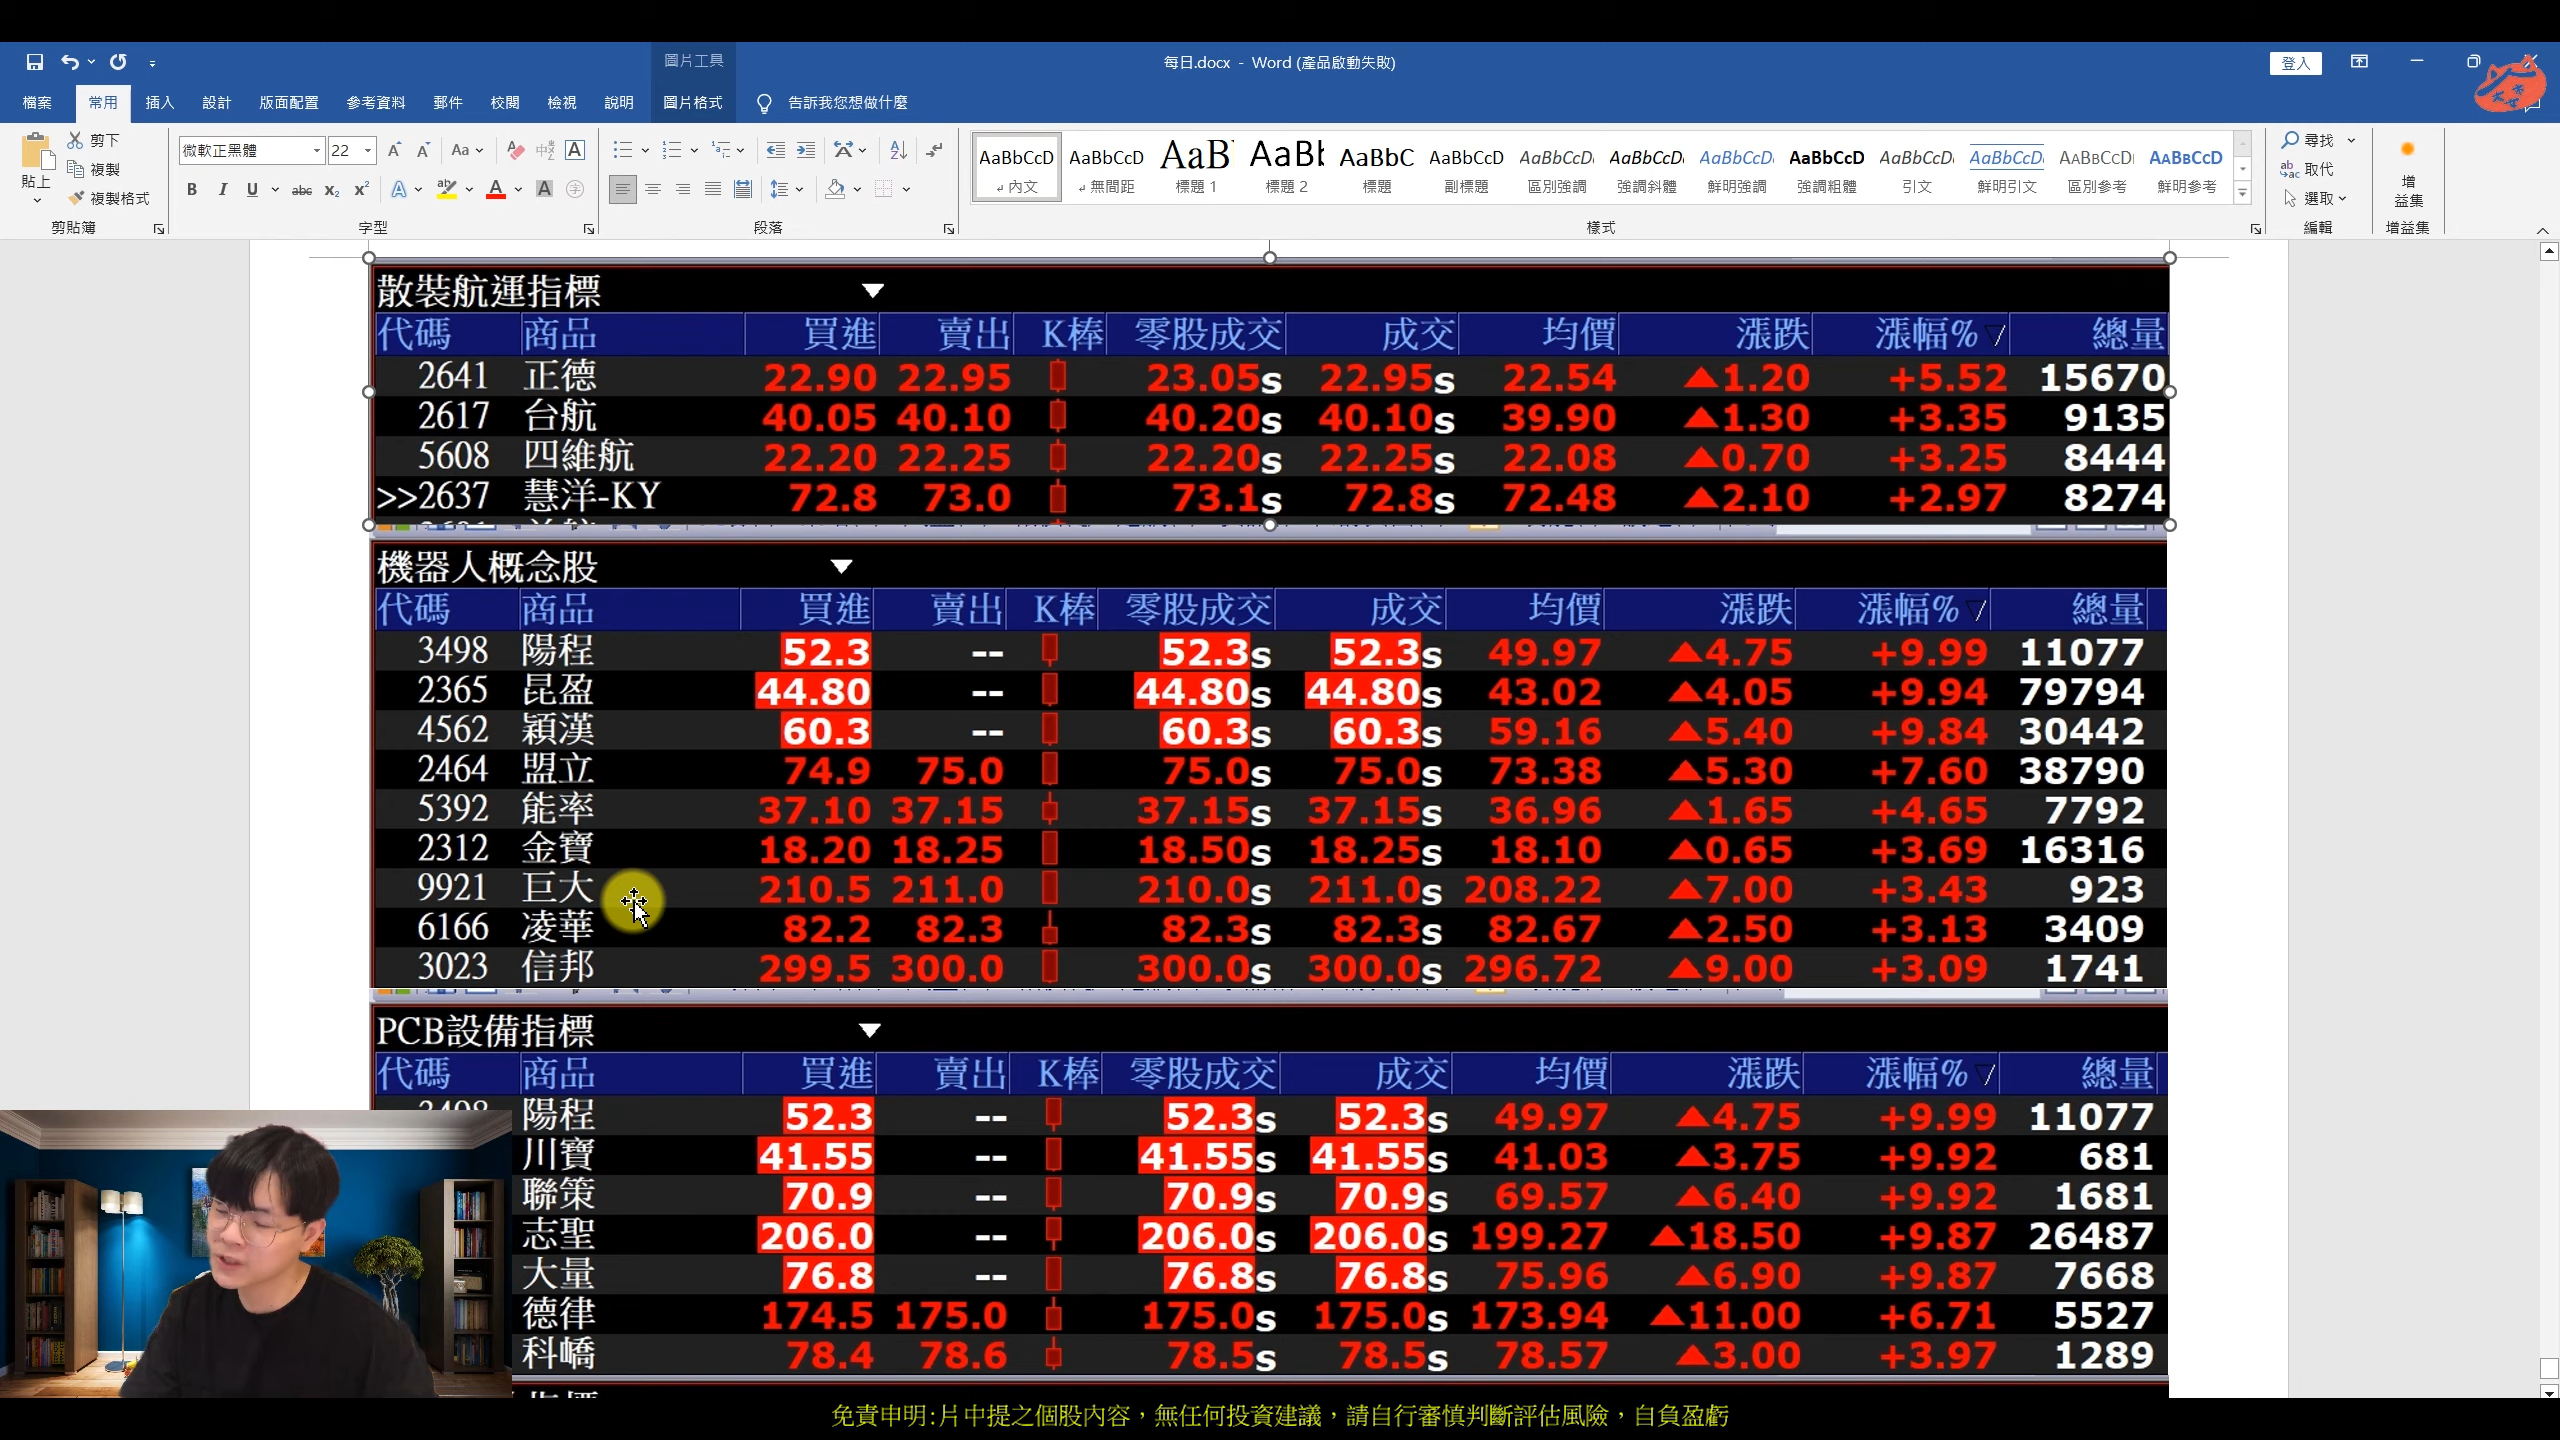 圖片工具
每日.docx - Word (產品啟動失敗)
登入
檔案 常用 插入 設計 版面配置 參考資料 郵件 校閱 檢視 說明 圖片格式 告訴我您想做什麼
貼上
剪下
複製
複製格式
剪貼簿
微軟正黑體 22
字型
段落
AaBbCcD AaBbCcD AaB AaBb AaBbC AaBbCcD AaBbCcD AaBbCcD AaBbCcD AaBbCcD AaBbCcD AaBbCcD AaBbCcD AaBbCcD
內文 無間距 標題 1 標題 2 標題 副標題 區別強調 強調斜體 鮮明強調 強調粗體 引文 鮮明引文 區別參考 鮮明參考
樣式
尋找
取代
選取
編輯
增益集
增益集
散裝航運指標
代碼 商品 買進 賣出 K棒 零股成交 成交 均價 漲跌 漲幅% 總量
2641 正德 22.90 22.95 23.05s 22.95s 22.54 ▲1.20 +5.52 15670
2617 台航 40.05 40.10 40.20s 40.10s 39.90 ▲1.30 +3.35 9135
5608 四維航 22.20 22.25 22.20s 22.25s 22.08 ▲0.70 +3.25 8444
>>2637 慧洋-KY 72.8 73.0 73.1s 72.8s 72.48 ▲2.10 +2.97 8274
機器人概念股
代碼 商品 買進 賣出 K棒 零股成交 成交 均價 漲跌 漲幅% 總量
3498 陽程 52.3 -- 52.3s 52.3s 49.97 ▲4.75 +9.99 11077
2365 昆盈 44.80 -- 44.80s 44.80s 43.02 ▲4.05 +9.94 79794
4562 穎漢 60.3 -- 60.3s 60.3s 59.16 ▲5.40 +9.84 30442
2464 盟立 74.9 75.0 75.0s 75.0s 73.38 ▲5.30 +7.60 38790
5392 能率 37.10 37.15 37.15s 37.15s 36.96 ▲1.65 +4.65 7792
2312 金寶 18.20 18.25 18.50s 18.25s 18.10 ▲0.65 +3.69 16316
9921 巨大 210.5 211.0 210.0s 211.0s 208.22 ▲7.00 +3.43 923
6166 凌華 82.2 82.3 82.3s 82.3s 82.67 ▲2.50 +3.13 3409
3023 信邦 299.5 300.0 300.0s 300.0s 296.72 ▲9.00 +3.09 1741
PCB設備指標
代碼 商品 買進 賣出 K棒 零股成交 成交 均價 漲跌 漲幅% 總量
陽程 52.3 -- 52.3s 52.3s 49.97 ▲4.75 +9.99 11077
川寶 41.55 -- 41.55s 41.55s 41.03 ▲3.75 +9.92 681
聯策 70.9 -- 70.9s 70.9s 69.57 ▲6.40 +9.92 1681
志聖 206.0 -- 206.0s 206.0s 199.27 ▲18.50 +9.87 26487
大量 76.8 -- 76.8s 76.8s 75.96 ▲6.90 +9.87 7668
德律 174.5 175.0 175.0s 175.0s 173.94 ▲11.00 +6.71 5527
科嶠 78.4 78.6 78.5s 78.5s 78.57 ▲3.00 +3.97 1289
免責申明:片中提之個股內容，無任何投資建議，請自行審慎判斷評估風險，自負盈虧